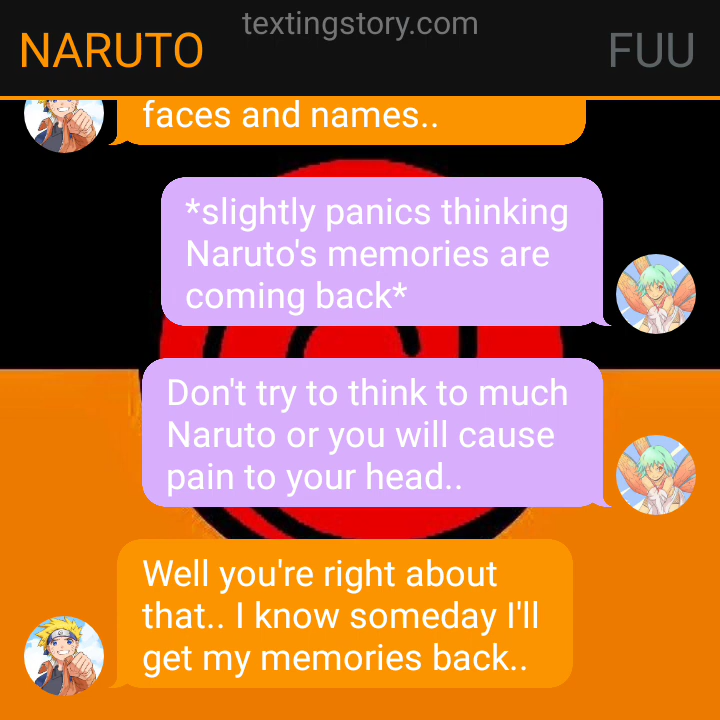 textingstory.com
NARUTO
FUU
faces and names..
*slightly panics thinking
Naruto's memories are
coming back*
Don't try to think to much
Naruto or you will cause
pain to your head..
Well you're right about
that.. I know someday I'll
get my memories back..